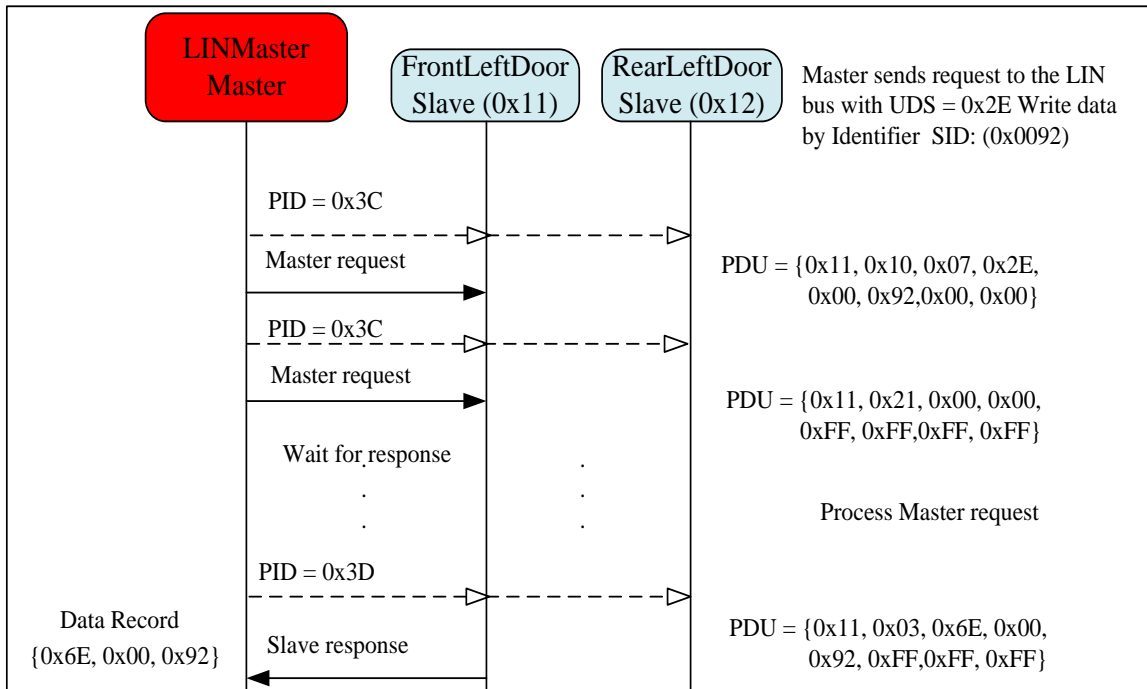 LINMaster
Master
FrontLeftDoor
Slave (0x11)
RearLeftDoor
Slave (0x12)
Master sends request to the LIN
bus with UDS = 0x2E Write data
by Identifier SID: (0x0092)
PID = 0x3C
Master request
PDU = {0x11, 0x10, 0x07, 0x2E,
0x00, 0x92,0x00, 0x00}
PID = 0x3C
Master request
PDU = {0x11, 0x21, 0x00, 0x00,
0xFF, 0xFF,0xFF, 0xFF}
Wait for response
Process Master request
PID = 0x3D
Data Record
{0x6E, 0x00, 0x92}
Slave response
PDU = {0x11, 0x03, 0x6E, 0x00,
0x92, 0xFF,0xFF, 0xFF}